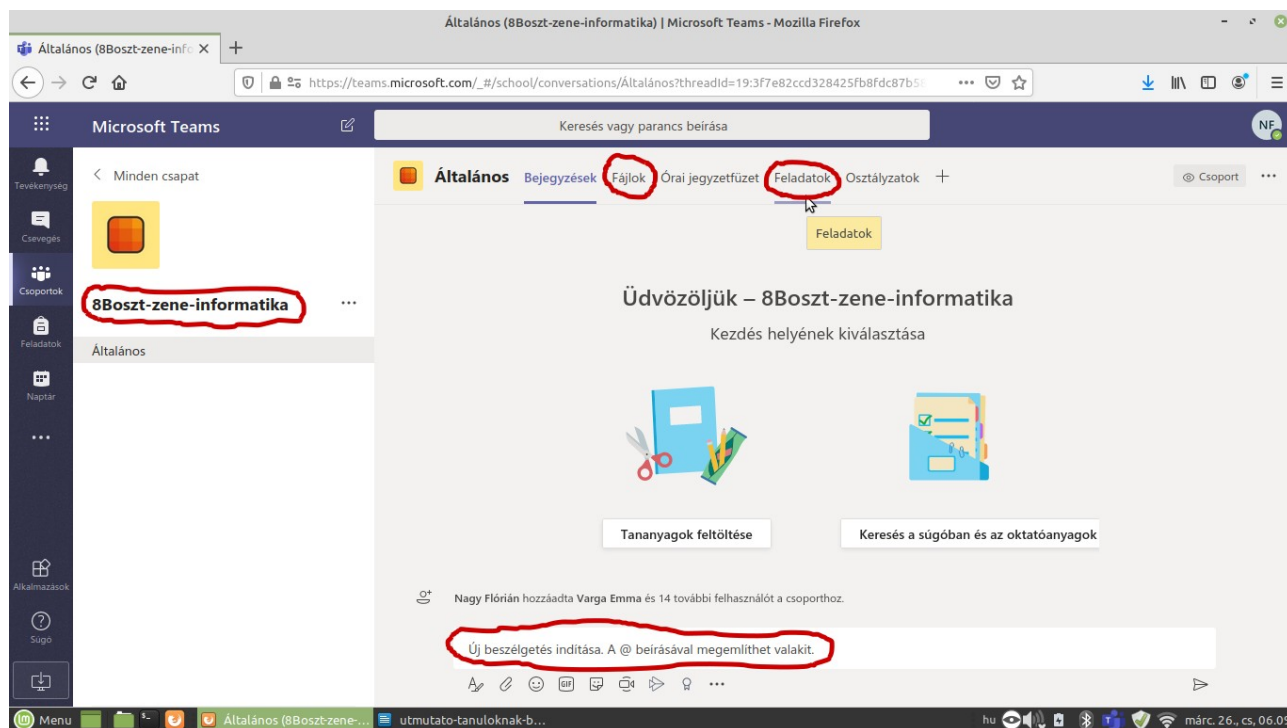 Általános (8Boszt-zene-informatika) | Microsoft Teams - Mozilla Firefox
Általános (8Boszt-zene-info
https://teams.microsoft.com/_#/school/conversations/Általános?threadId=19:3f7e82ccd328425fb8fdc87b5
Microsoft Teams
Keresés vagy parancs beírása
NF
Tevékenység
Csevegés
Csoportok
Feladatok
Naptár
Alkalmazások
Súgó
Minden csapat
8Boszt-zene-informatika
Általános
Általános Bejegyzések Fájlok Órai jegyzetfüzet Feladatok Osztályzatok
Csoport
Feladatok
Üdvözöljük – 8Boszt-zene-informatika
Kezdés helyének kiválasztása
Tananyagok feltöltése
Keresés a súgóban és az oktatóanyagok
Nagy Flórián hozzáadta Varga Emma és 14 további felhasználót a csoporthoz.
Új beszélgetés indítása. A @ beírásával megemlíthet valakit.
GIF
Menu
Általános (8Boszt-zene-...
utmutato-tanuloknak-b...
hu
márc. 26., cs, 06:0